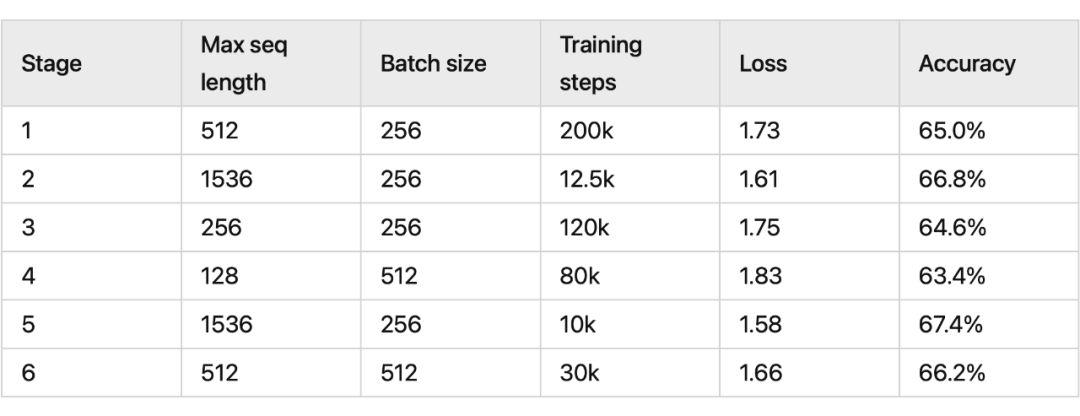 Stage Max seq length Batch size Training steps Loss Accuracy
1 512 256 200k 1.73 65.0%
2 1536 256 12.5k 1.61 66.8%
3 256 256 120k 1.75 64.6%
4 128 512 80k 1.83 63.4%
5 1536 256 10k 1.58 67.4%
6 512 512 30k 1.66 66.2%